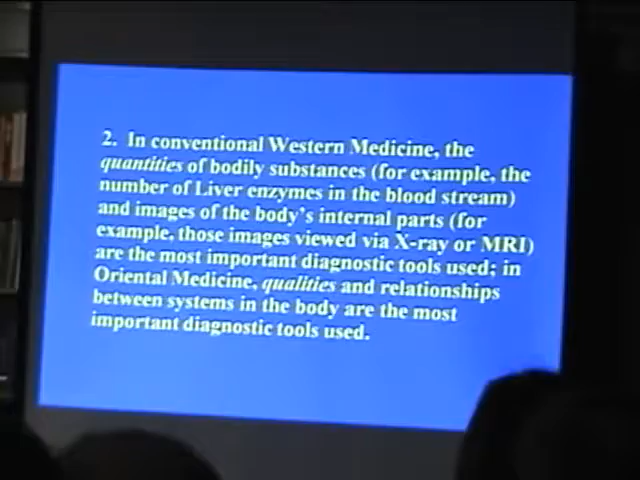 2. In conventional Western Medicine, the
quantities of bodily substances (for example, the
number of Liver enzymes in the blood stream)
and images of the body's internal parts (for
example, those images viewed via X-ray or MRI)
are the most important diagnostic tools used; in
Oriental Medicine, qualities and relationships
between systems in the body are the most
important diagnostic tools used.